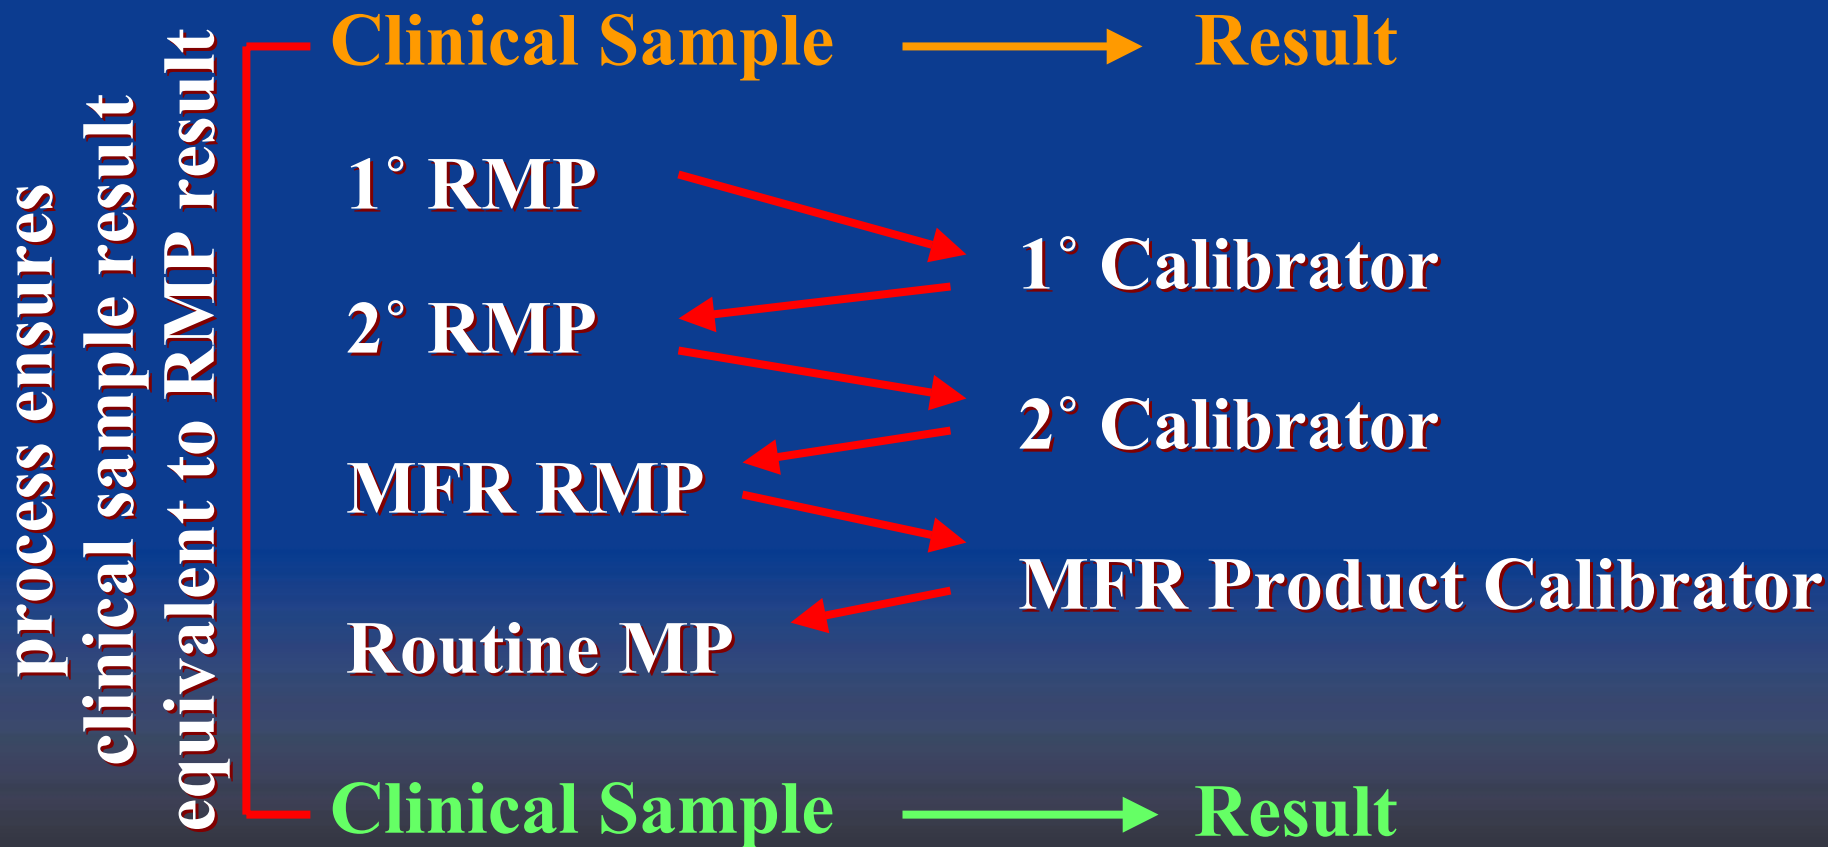 process ensures
clinical sample result
equivalent to RMP result
Clinical Sample Result
1° RMP
1° Calibrator
2° RMP
2° Calibrator
MFR RMP
MFR Product Calibrator
Routine MP
Clinical Sample Result